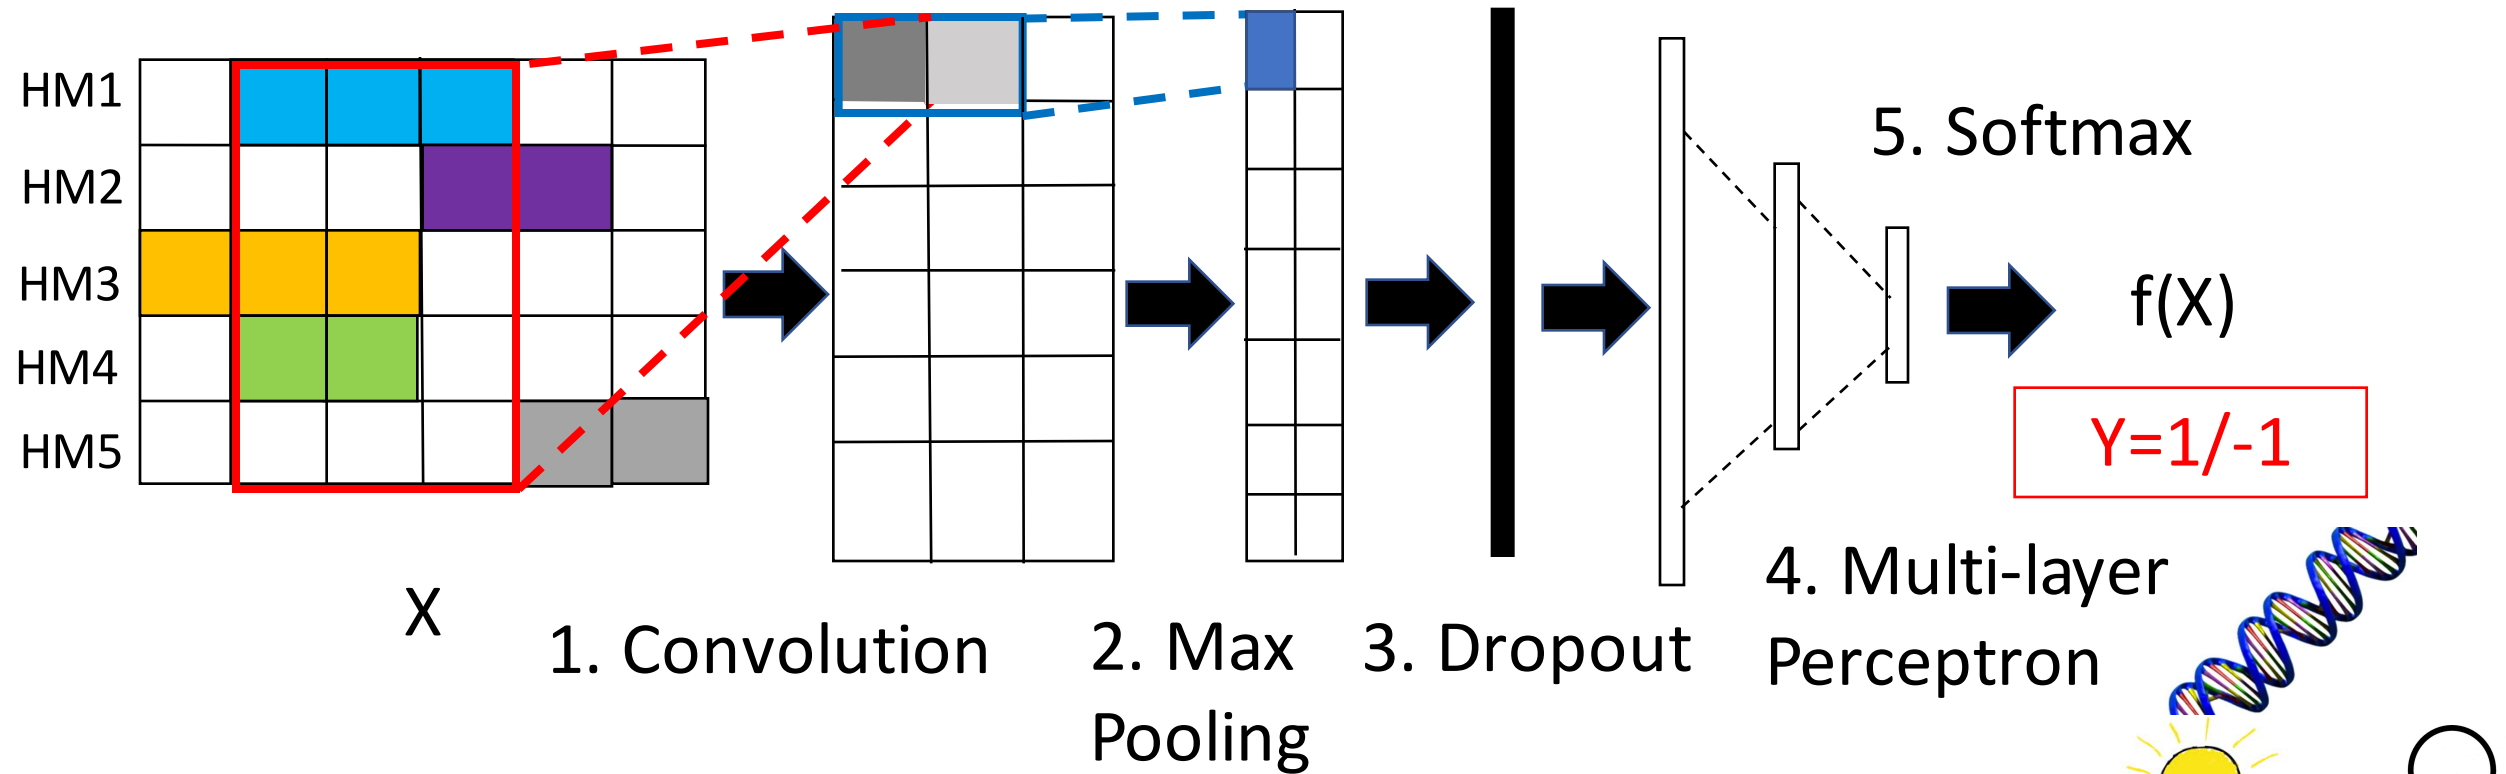 HM1
HM2
HM3
HM4
HM5
X
1. Convolution
2. Max
Pooling
3. Dropout
4. Multi-layer
Perceptron
5. Softmax
f(X)
Y=1/-1